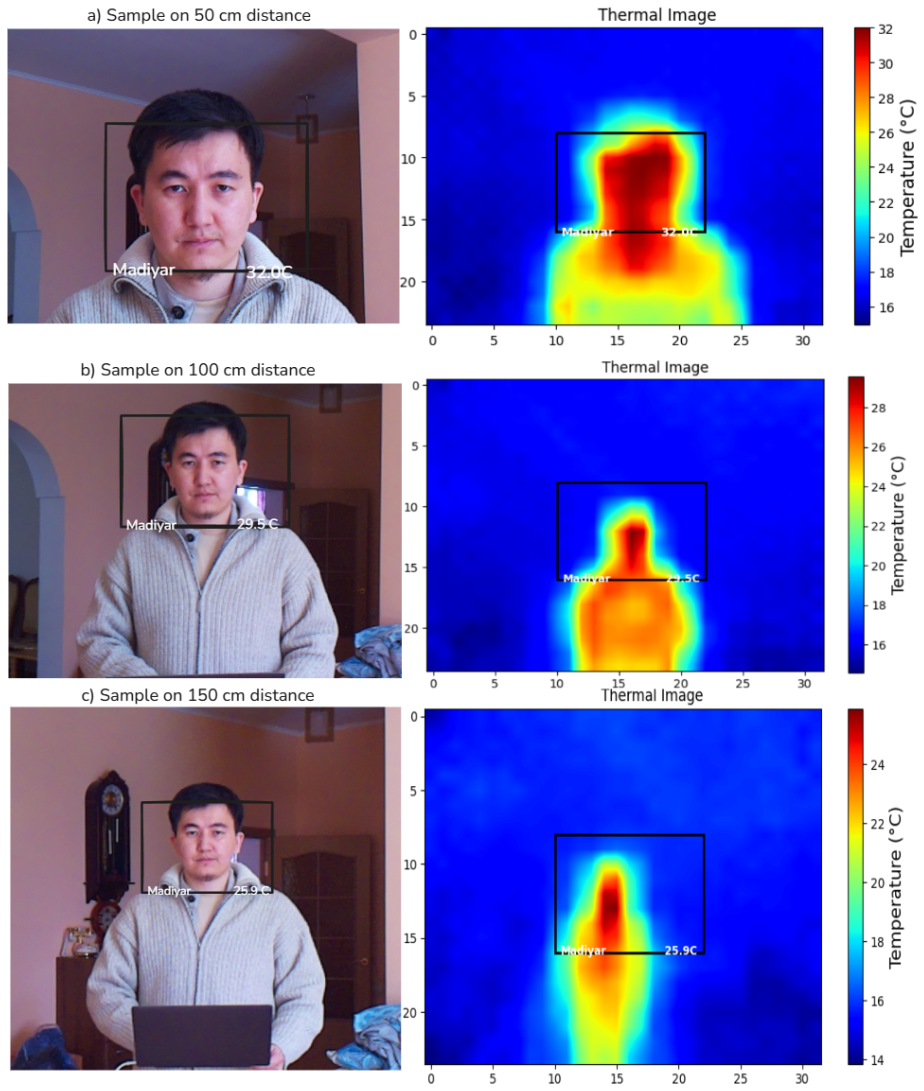 a) Sample on 50 cm distance
Thermal Image
Madiyar 32.0C
0
5
10
15
20
Madiyar 32.0C
0 5 10 15 20 25 30
32
30
28
26
24
22
20
18
16
Temperature (°C)
b) Sample on 100 cm distance
Thermal Image
Madiyar 29.5 C
0
5
10
15
20
Madiyar 29.5C
0 5 10 15 20 25 30
28
26
24
22
20
18
16
Temperature (°C)
c) Sample on 150 cm distance
Thermal Image
Madiyar 25.9 C
0
5
10
15
20
Madiyar 25.9C
0 5 10 15 20 25 30
24
22
20
18
16
14
Temperature (°C)